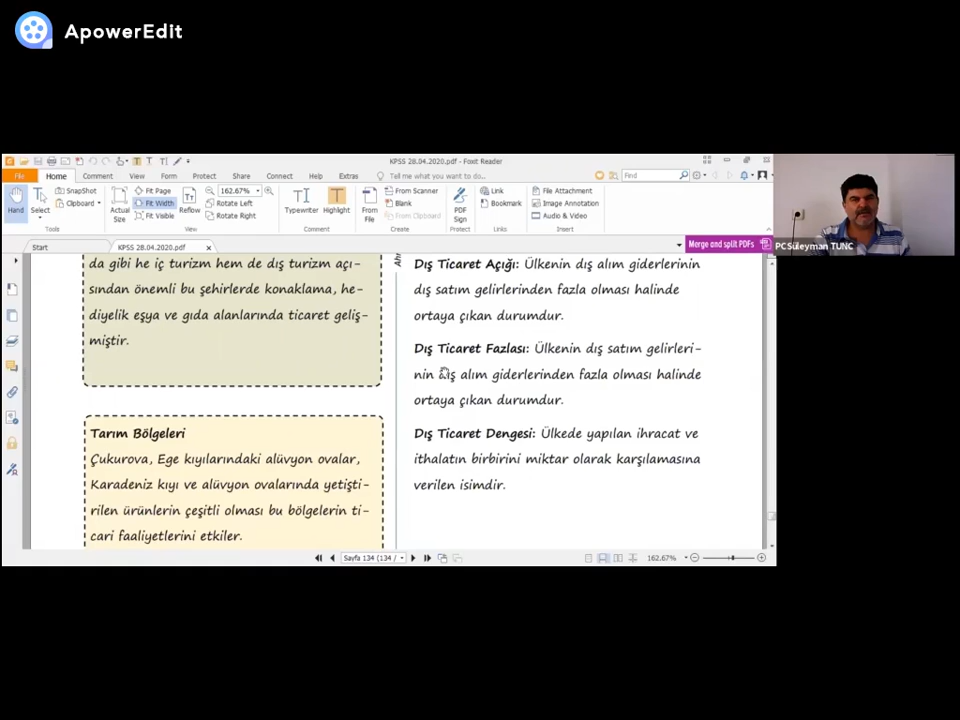 ApowerEdit
KPSS 28.04.2020.pdf - Foxit Reader
File Home Comment View Form Protect Share Connect Help Extras Tell me what you want to do.. Find
Hand
Select
SnapShot
Clipboard
Actual Size
Fit Page
Fit Width
Fit Visible
Reflow
162.67%
Rotate Left
Rotate Right
Typewriter
Highlight
From File
From Scanner
Blank
From Clipboard
PDF Sign
Link
Bookmark
File Attachment
Image Annotation
Audio & Video
Tools View Comment Create Protect Links Insert
Start KPSS 28.04.2020.pdf
Merge and split PDFs
PCSüleyman TUNC
da gibi he iç turizm hem de dış turizm açı-
sından önemli bu şehirlerde konaklama, he-
diyelik eşya ve gıda alanlarında ticaret geliş-
miştir.
Tarım Bölgeleri
Çukurova, Ege kıyılarındaki alüvyon ovalar,
Karadeniz kıyı ve alüvyon ovalarında yetişti-
rilen ürünlerin çeşitli olması bu bölgelerin ti-
cari faaliyetlerini etkiler.
Dış Ticaret Açığı: Ülkenin dış alım giderlerinin
dış satım gelirlerinden fazla olması halinde
ortaya çıkan durumdur.
Dış Ticaret Fazlası: Ülkenin dış satım gelirleri-
nin dış alım giderlerinden fazla olması halinde
ortaya çıkan durumdur.
Dış Ticaret Dengesi: Ülkede yapılan ihracat ve
ithalatın birbirini miktar olarak karşılamasına
verilen isimdir.
Sayfa 134 (134 /
162.67%